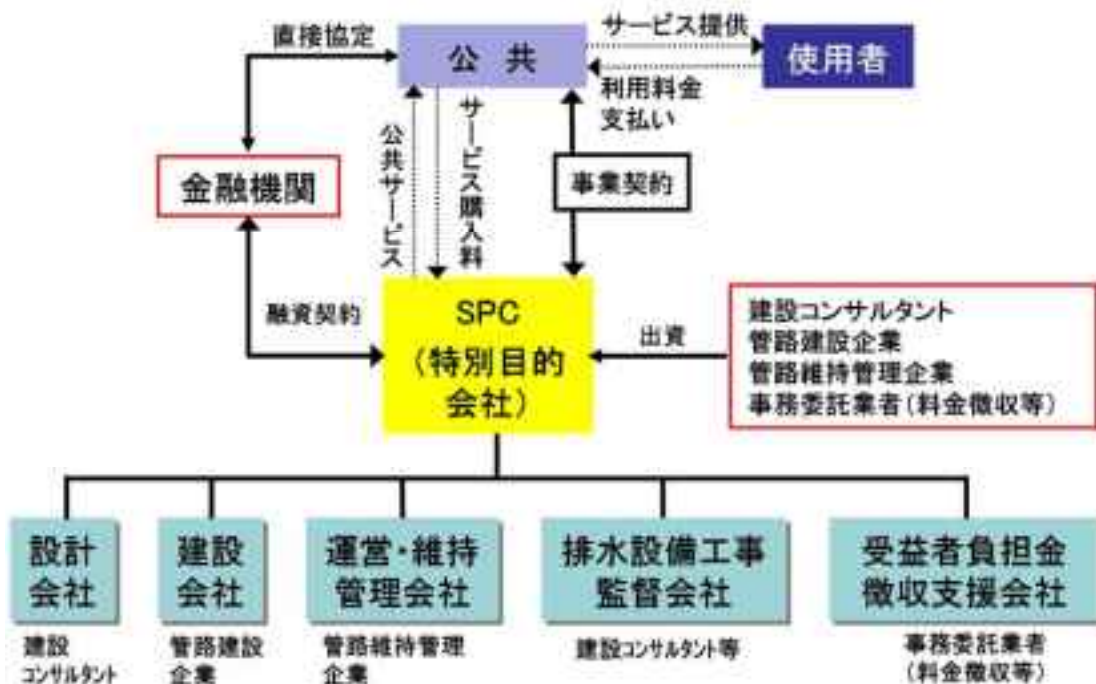 直接協定
公 共
サービス提供
使用者
利用料金
支払い
金融機関
公共サービス
サービス購入料
事業契約
融資契約
SPC
(特別目的
会社)
出資
建設コンサルタント
管路建設企業
管路維持管理企業
事務委託業者(料金徴収等)
設計
会社
建設
会社
運営・維持
管理会社
排水設備工事
監督会社
受益者負担金
徴収支援会社
建設
コンサルタント
管路建設
企業
管路維持管理
企業
建設コンサルタント等
事務委託業者
(料金徴収等)